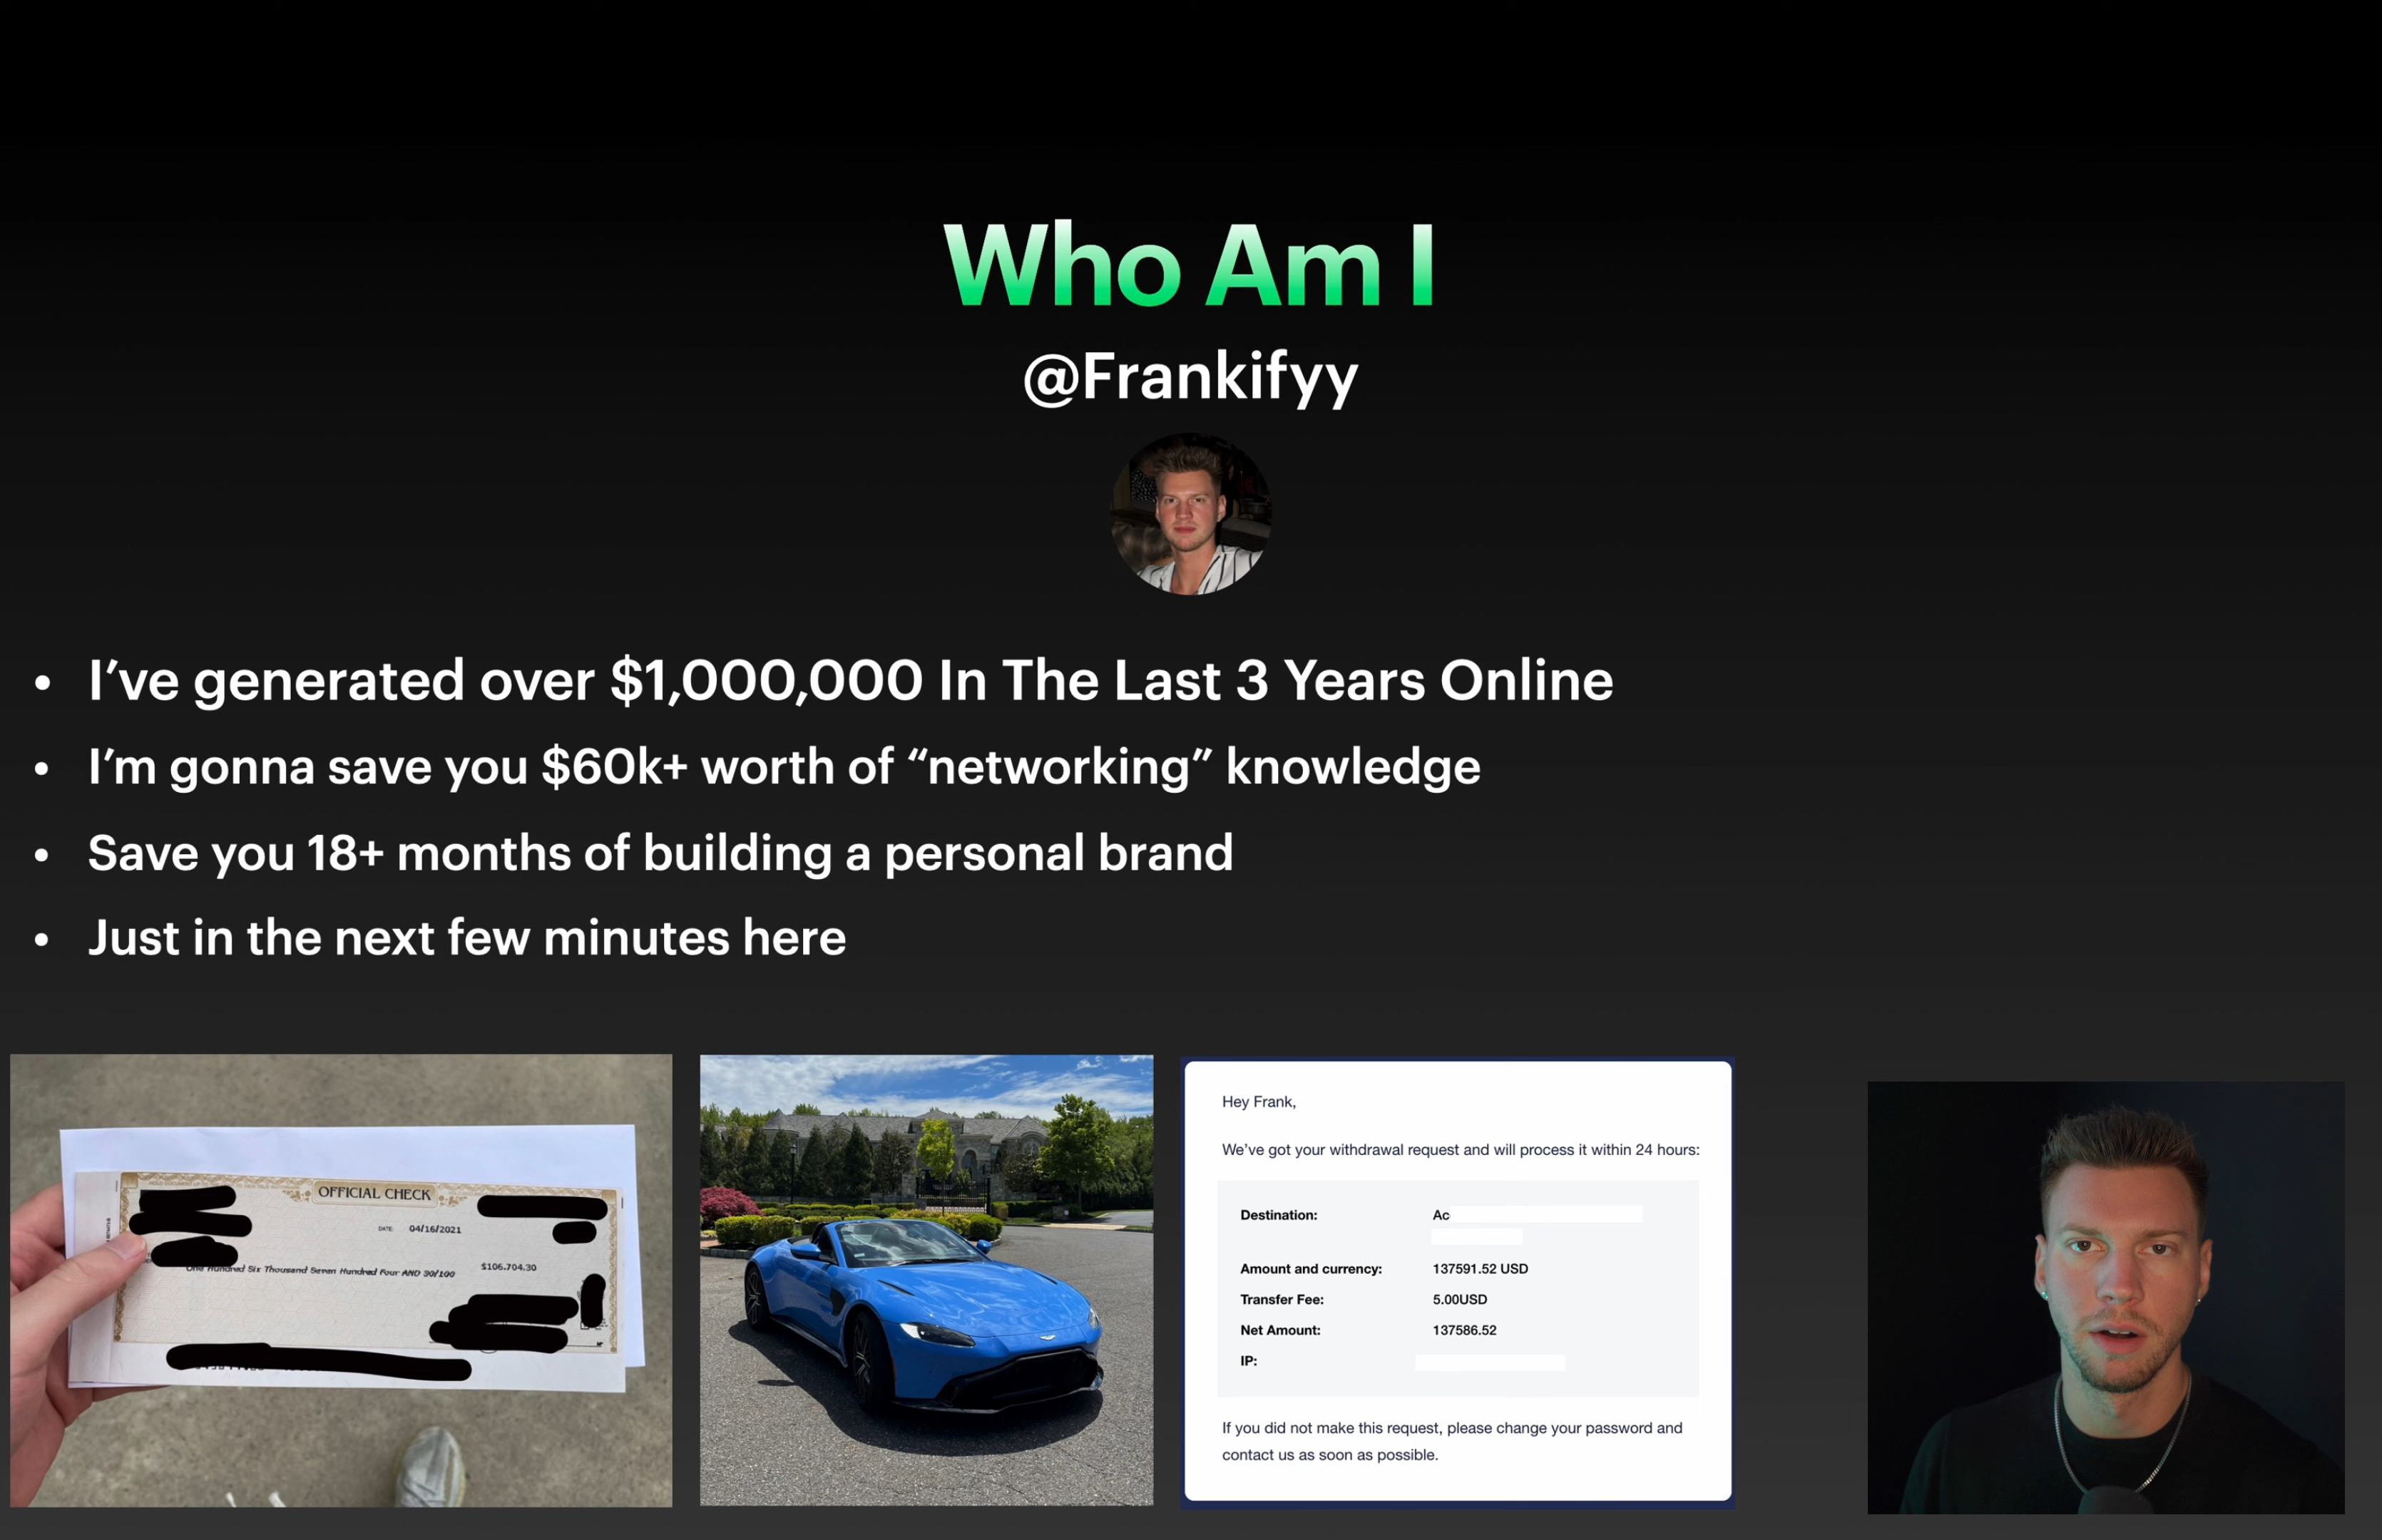 Who Am I
@Frankifyy
• I’ve generated over $1,000,000 In The Last 3 Years Online
• I’m gonna save you $60k+ worth of “networking” knowledge
• Save you 18+ months of building a personal brand
• Just in the next few minutes here
OFFICIAL CHECK
DATE: 04/16/2021
One Hundred Six Thousand Seven Hundred Four AND 30/100 $106,704.30
Hey Frank,
We’ve got your withdrawal request and will process it within 24 hours:
Destination: Ac
Amount and currency: 137591.52 USD
Transfer Fee: 5.00USD
Net Amount: 137586.52
IP:
If you did not make this request, please change your password and
contact us as soon as possible.